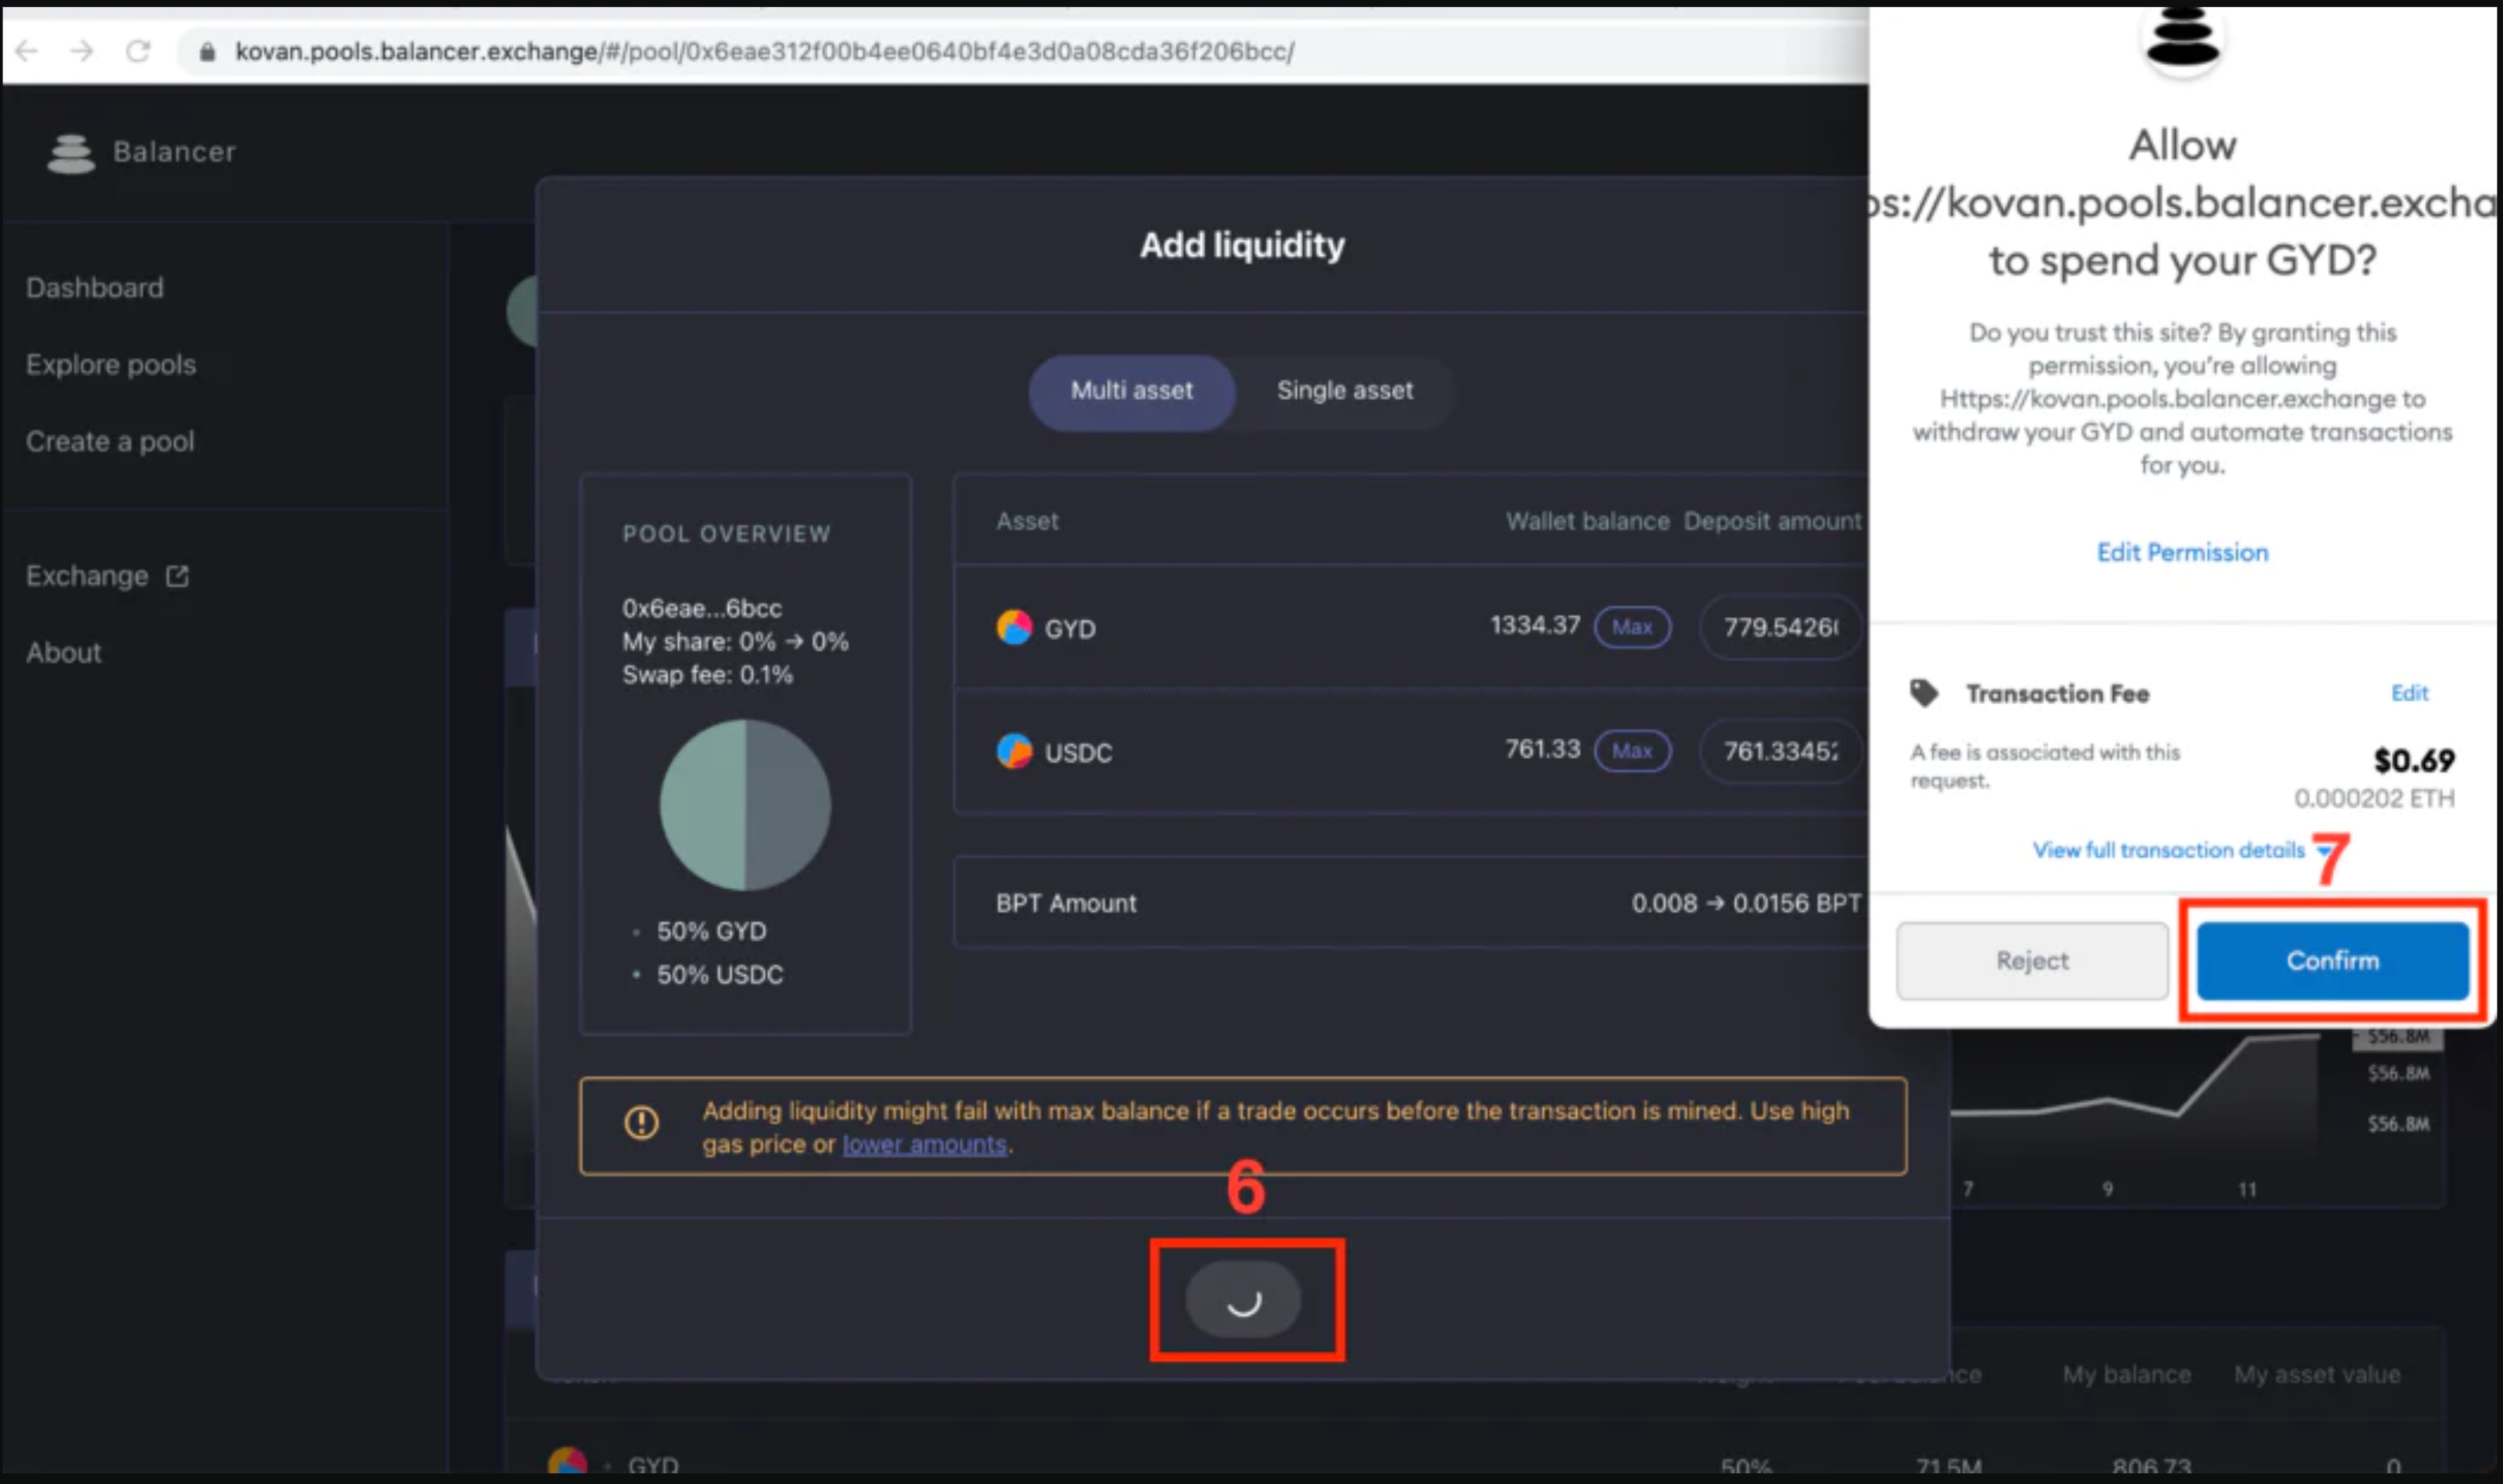 kovan.pools.balancer.exchange/#/pool/0x6eae312f00b4ee0640bf4e3d0a08cda36f206bcc/
Balancer
Dashboard
Explore pools
Create a pool
Exchange
About
Add liquidity
Multi asset
Single asset
POOL OVERVIEW
0x6eae...6bcc
My share: 0% → 0%
Swap fee: 0.1%
• 50% GYD
• 50% USDC
Asset Wallet balance Deposit amount
GYD 1334.37 Max 779.5426
USDC 761.33 Max 761.3345
BPT Amount 0.008 → 0.0156 BPT
Adding liquidity might fail with max balance if a trade occurs before the transaction is mined. Use high
gas price or lower amounts.
6
Allow
ps://kovan.pools.balancer.excha
to spend your GYD?
Do you trust this site? By granting this
permission, you're allowing
Https://kovan.pools.balancer.exchange to
withdraw your GYD and automate transactions
for you.
Edit Permission
Transaction Fee Edit
A fee is associated with this
request.
$0.69
0.000202 ETH
View full transaction details
7
Reject
Confirm
$56.8M
$56.8M
$56.8M
7 9 11
My balance My asset value
GYD 50% 71.5M 806.73 0